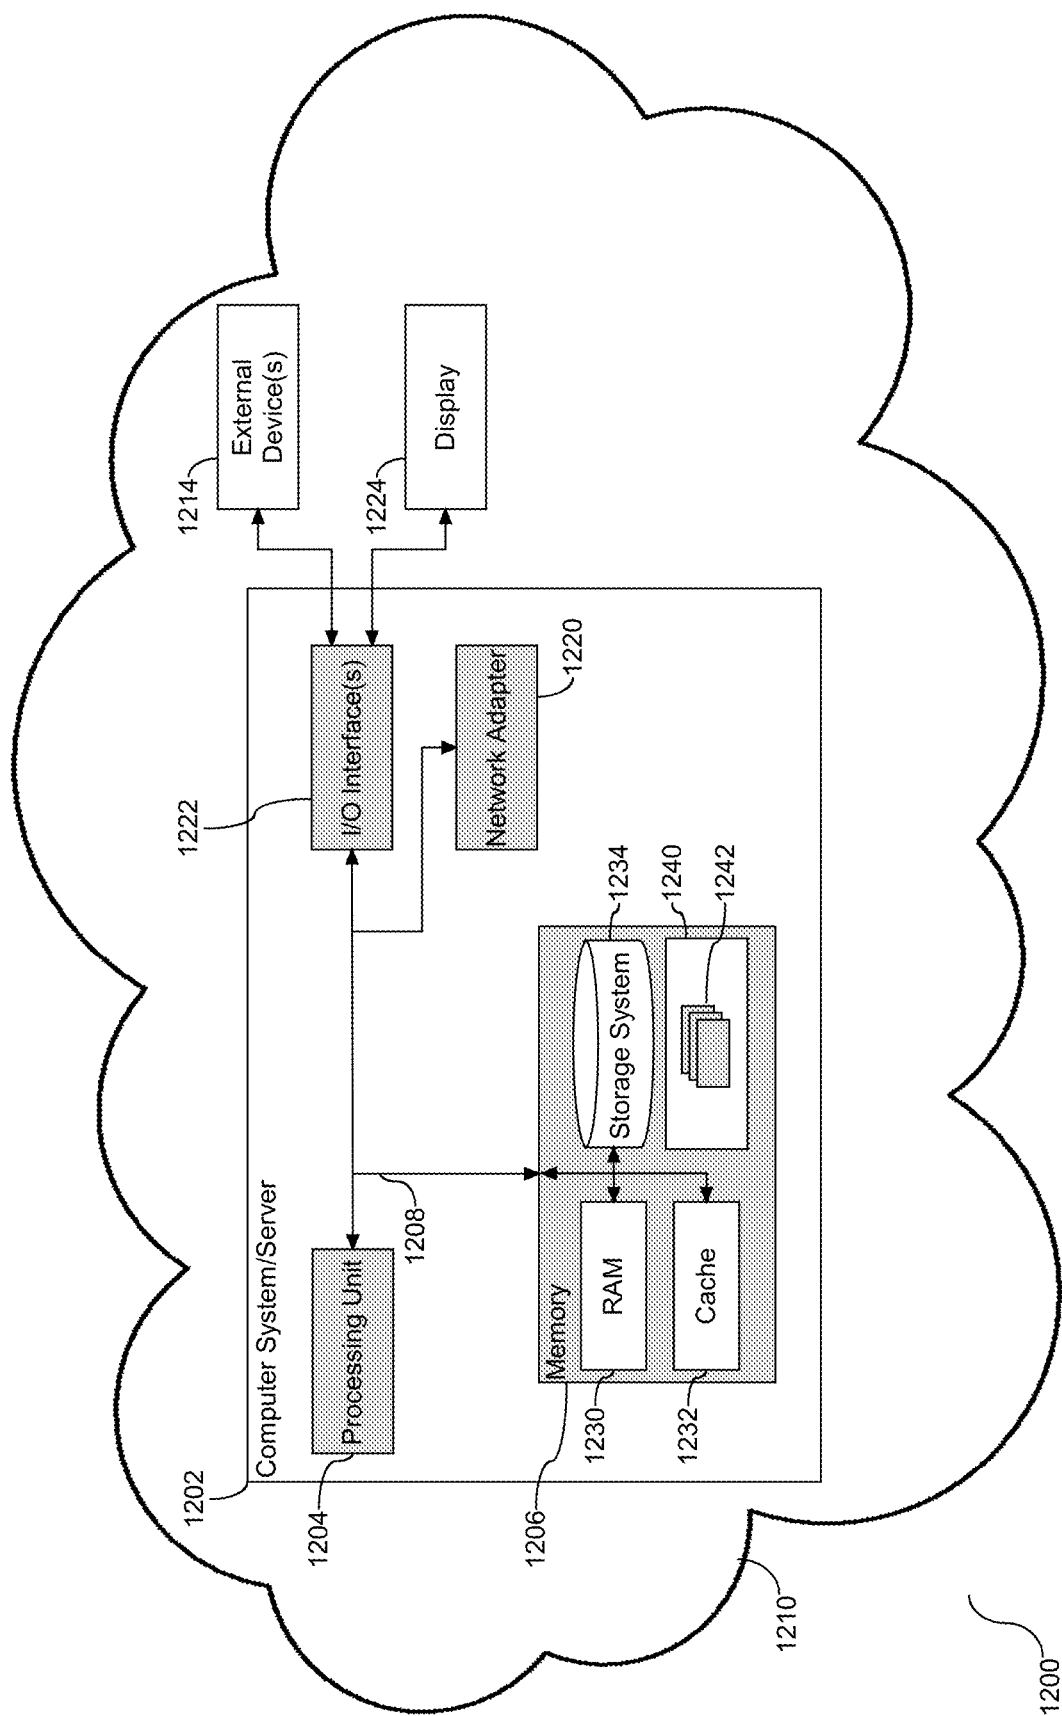 1202
Computer System/Server
1204
Processing Unit
1222
I/O Interface(s)
1214
External
Device(s)
1208
1224
Display
Network Adapter
1220
1206
Memory
1230
RAM
Storage System
1234
1232
Cache
1240
1242
1210
1200